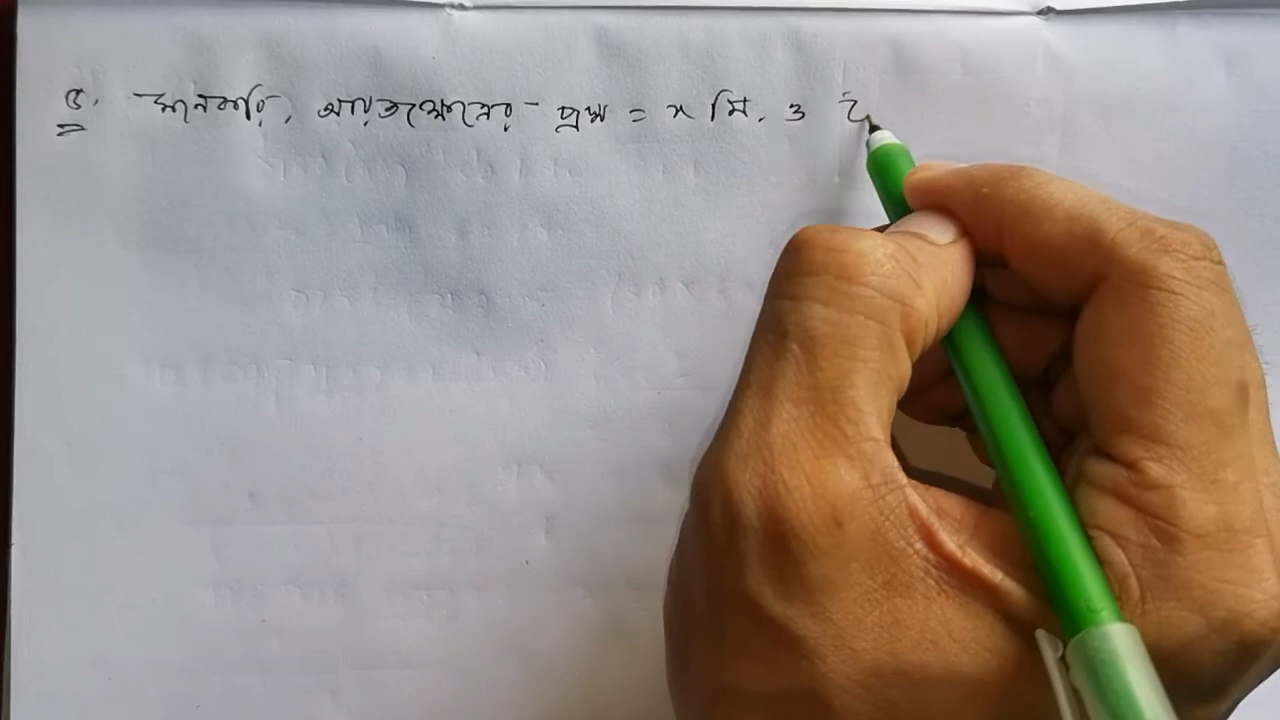 ৫. মনেকরি, আয়তক্ষেত্রের প্রস্থ = x মি. ও